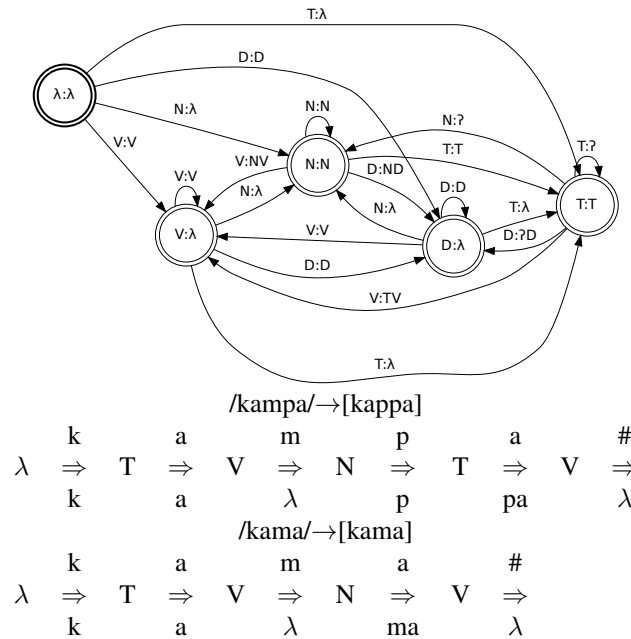 T:λ
D:D
λ:λ
N:λ
N:N
N:?
T:?
V:V
V:NV
T:T
D:ND
V:V
N:λ
N:N
D:D
T:T
N:λ
T:λ
V:λ
V:V
D:λ
D:?D
D:D
V:TV
T:λ
/kampa/→[kappa]
k a m p a #
λ ⇒ T ⇒ V ⇒ N ⇒ T ⇒ V ⇒
k a λ p pa λ
/kama/→[kama]
k a m a #
λ ⇒ T ⇒ V ⇒ N ⇒ V ⇒
k a λ ma λ